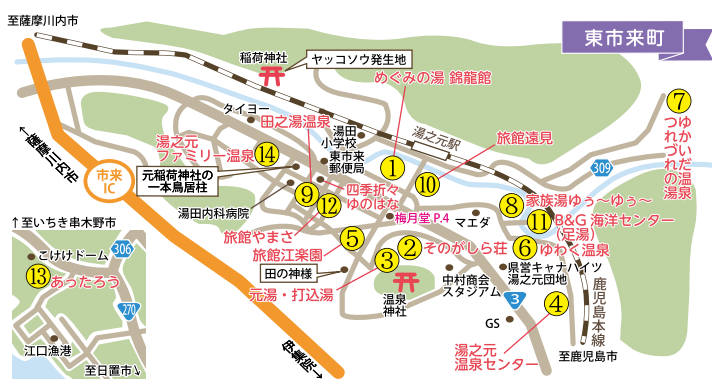 至薩摩川内市
東市来町
稲荷神社
ヤッコソウ発生地
めぐみの湯 錦龍館
⑦
ゆかいだ温泉
つれづれの湯
タイヨー
田之湯温泉
湯田
小学校
湯之元駅
旅館遠見
309
↑薩摩川内市
湯之元
ファミリー温泉
⑭
東市来
郵便局
①
市来
IC
元稲荷神社の
一本鳥居柱
⑩
四季折々
ゆのはな
⑨
⑫
⑧
家族湯ゆぅ〜ゆぅ〜
湯田内科病院
梅月堂P.4
マエダ
⑪
B&G 海洋センター
(足湯)
↑至いちき串木野市
旅館やまさ
⑤
②
そのがしら荘
⑥
ゆわく温泉
306
こけけドーム
旅館江楽園
③
田の神様
県営キャナハイツ
湯之元団地
⑬
あったろう
元湯・打込湯
温泉
神社
中村商会
スタジアム
3
④
鹿児島本線
270
GS
江口漁港
伊集院→
湯之元
温泉センター
至鹿児島市
至日置市↘